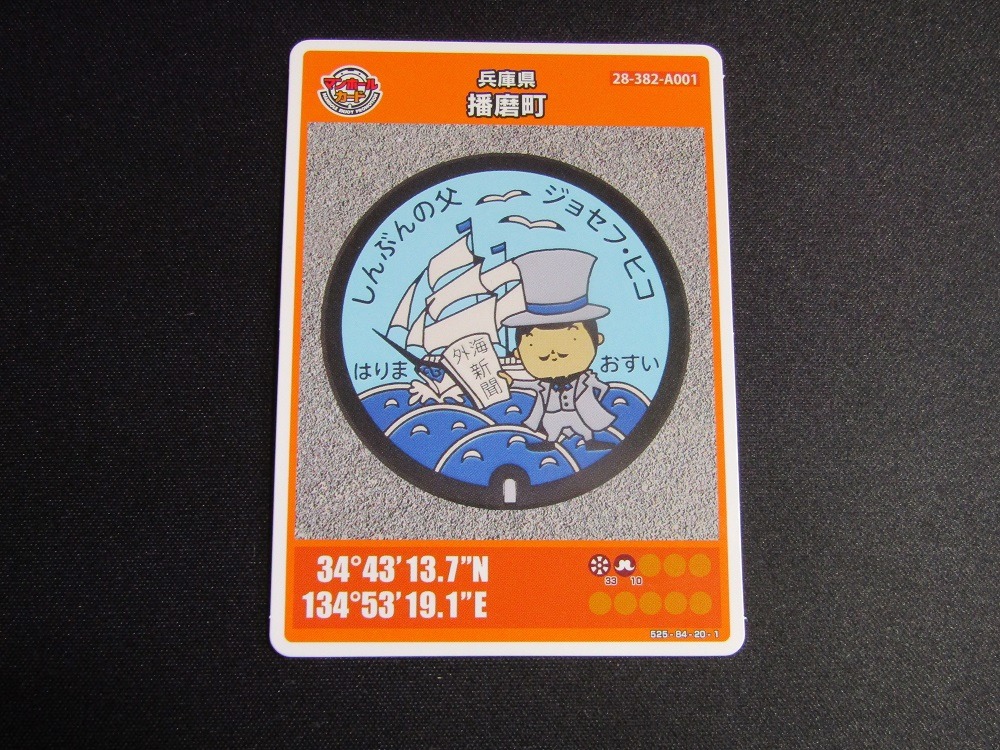 マンホール
カード
兵庫県
播磨町
28-382-A001
しんぶんの父
ジョセフ・ヒコ
はりま
おすい
海外
新聞
34°43'13.7"N
134°53'19.1"E
33
10
525-84-20-1